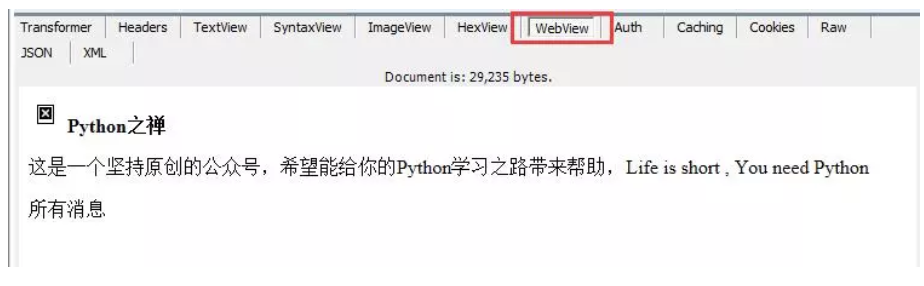 Transformer Headers TextView SyntaxView ImageView HexView WebView Auth Caching Cookies Raw
JSON XML
Document is: 29,235 bytes.
Python之禅
这是一个坚持原创的公众号，希望能给你的Python学习之路带来帮助，Life is short , You need Python
所有消息